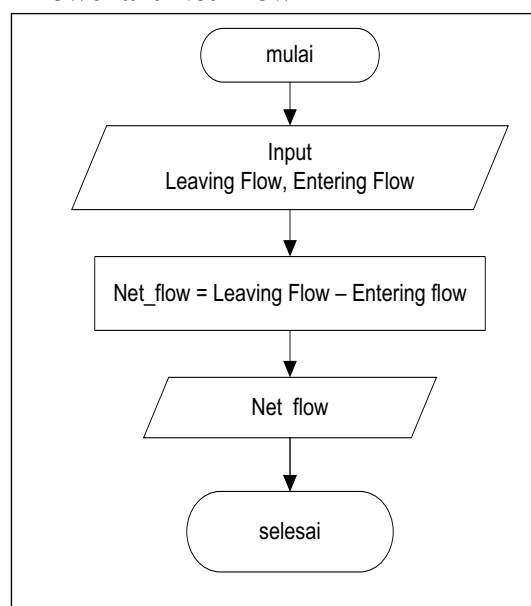 mulai
Input
Leaving Flow, Entering Flow
Net_flow = Leaving Flow – Entering flow
Net flow
selesai